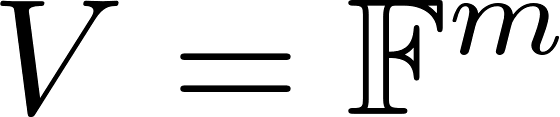 V = 𝔽^m